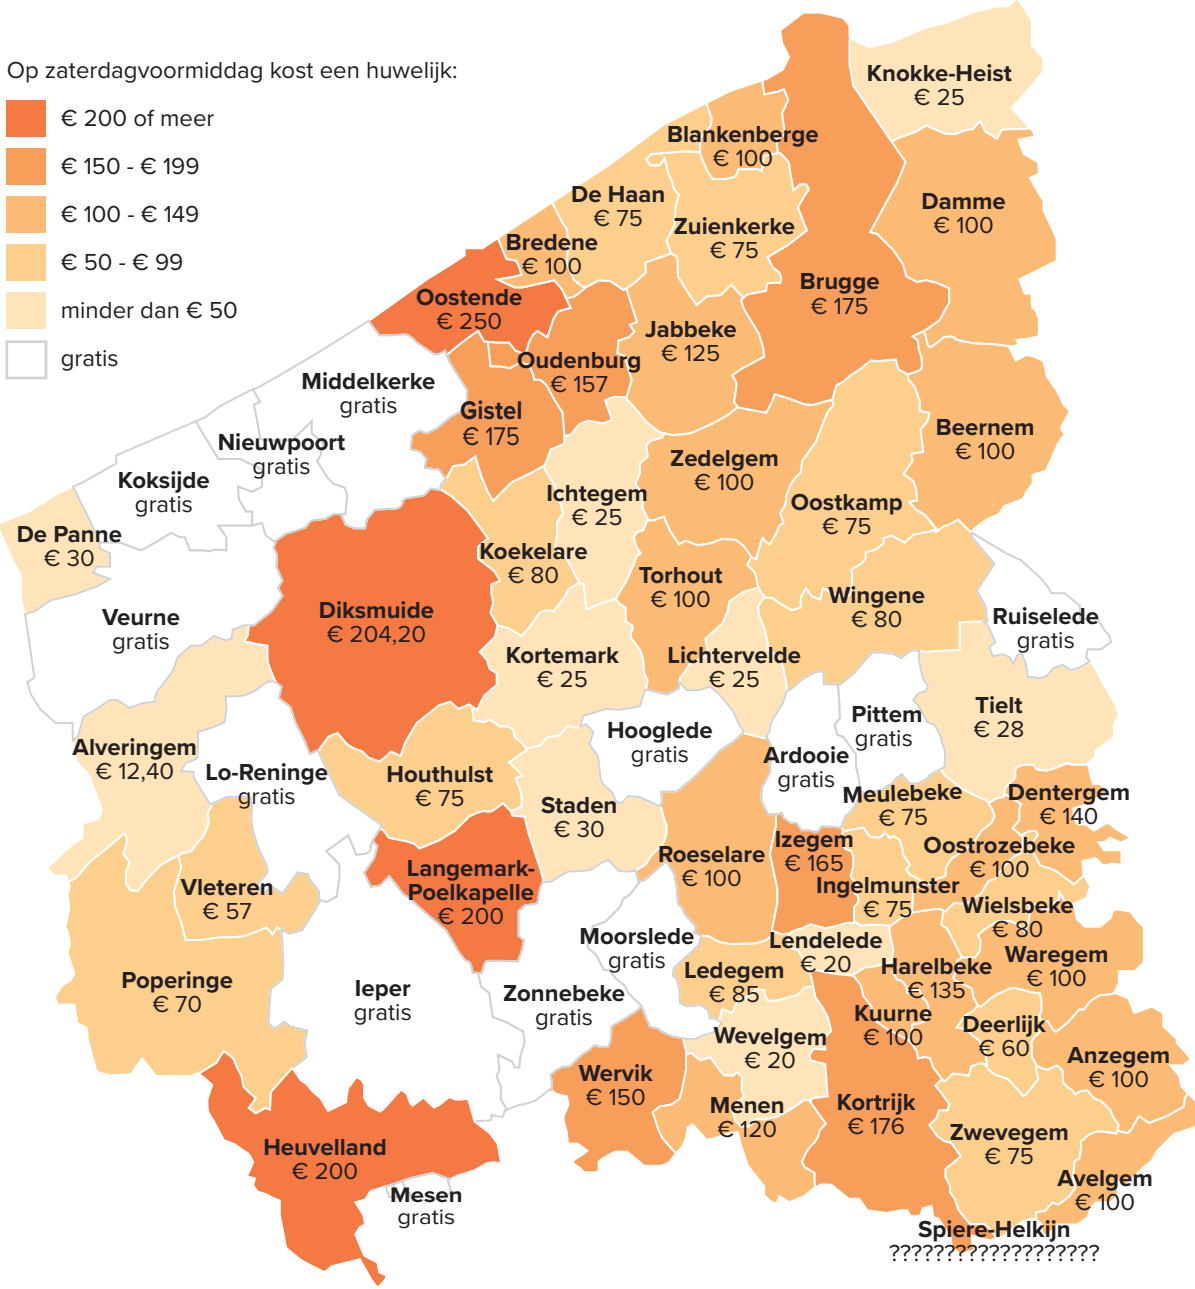 Op zaterdagvoormiddag kost een huwelijk:
€ 200 of meer
€ 150 - € 199
€ 100 - € 149
€ 50 - € 99
minder dan € 50
gratis
Knokke-Heist
€ 25
Blankenberge
€ 100
De Haan
€ 75
Damme
€ 100
Zuienkerke
€ 75
Bredene
€ 100
Brugge
€ 175
Oostende
€ 250
Jabbeke
€ 125
Oudenburg
€ 157
Middelkerke
gratis
Gistel
€ 175
Beernem
€ 100
Nieuwpoort
gratis
Zedelgem
€ 100
Koksijde
gratis
Ichtegem
€ 25
Oostkamp
€ 75
De Panne
€ 30
Koekelare
€ 80
Torhout
€ 100
Wingene
€ 80
Diksmuide
€ 204,20
Veurne
gratis
Ruiselede
gratis
Kortemark
€ 25
Lichtervelde
€ 25
Tielt
€ 28
Pittem
gratis
Hooglede
gratis
Alveringem
€ 12,40
Ardooie
gratis
Lo-Reninge
gratis
Houthulst
€ 75
Meulebeke
€ 75
Dentergem
€ 140
Staden
€ 30
Izegem
€ 165
Oostrozebeke
€ 100
Roeselare
€ 100
Langemark-
Poelkapelle
€ 200
Vleteren
€ 57
Ingelmunster
€ 75
Wielsbeke
€ 80
Moorslede
gratis
Lendelede
€ 20
Waregem
€ 100
Harelbeke
€ 135
Ledegem
€ 85
Poperinge
€ 70
Ieper
gratis
Zonnebeke
gratis
Kuurne
€ 100
Deerlijk
€ 60
Wevelgem
€ 20
Anzegem
€ 100
Wervik
€ 150
Menen
€ 120
Kortrijk
€ 176
Zwevegem
€ 75
Heuvelland
€ 200
Avelgem
€ 100
Mesen
gratis
Spiere-Helkijn
???????????????????